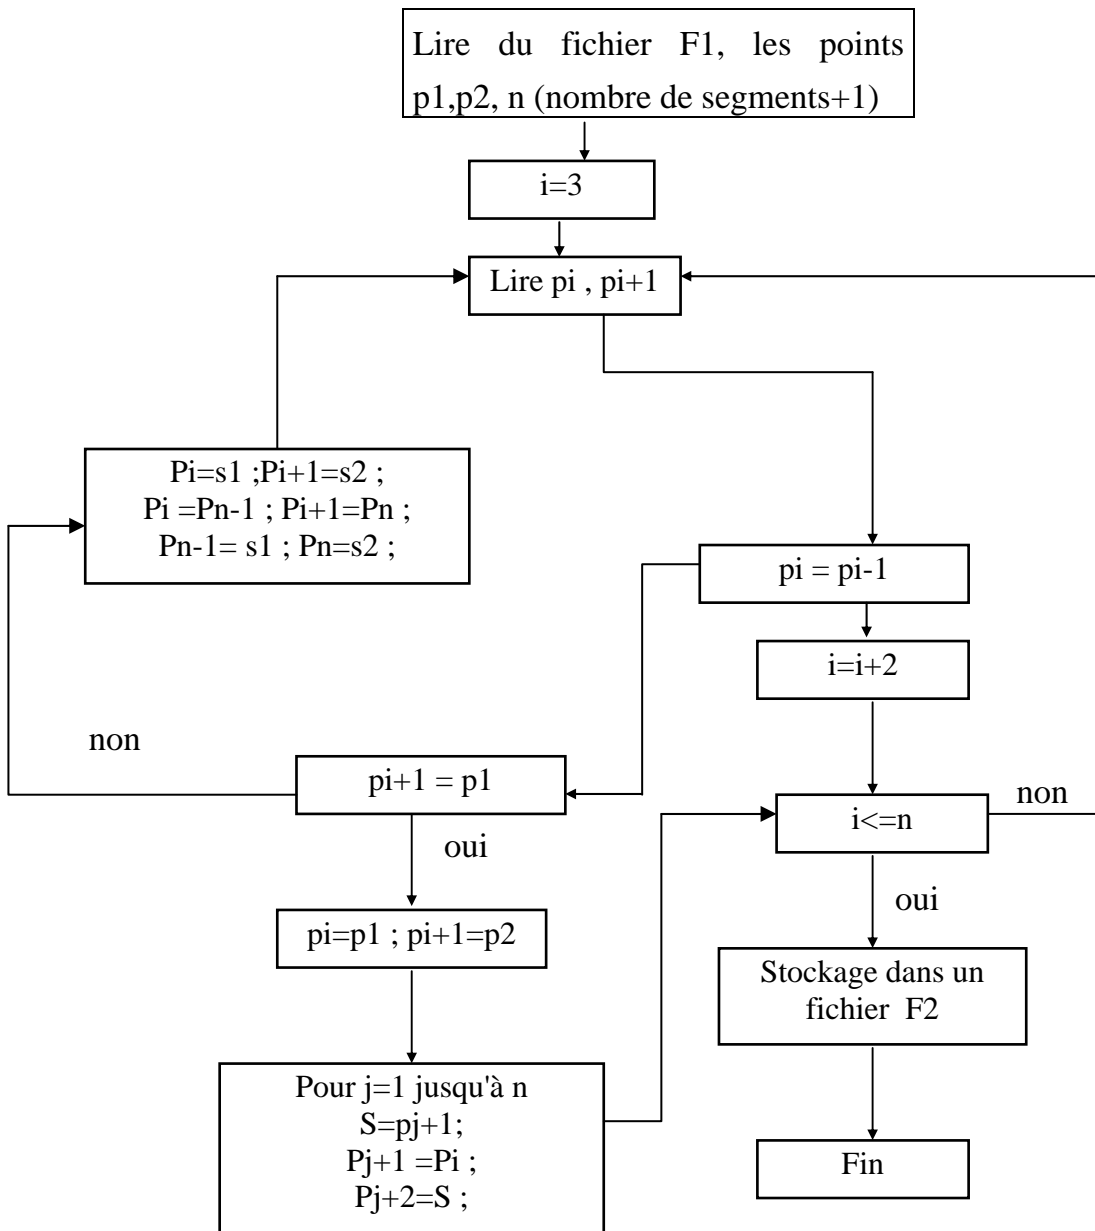 Lire du fichier F1, les points
p1,p2, n (nombre de segments+1)
i=3
Lire pi , pi+1
Pi=s1 ;Pi+1=s2 ;
Pi =Pn-1 ; Pi+1=Pn ;
Pn-1= s1 ; Pn=s2 ;
pi = pi-1
i=i+2
non
pi+1 = p1
i<=n
non
oui
oui
pi=p1 ; pi+1=p2
Stockage dans un
fichier F2
Pour j=1 jusqu'à n
S=pj+1;
Pj+1 =Pi ;
Pj+2=S ;
Fin